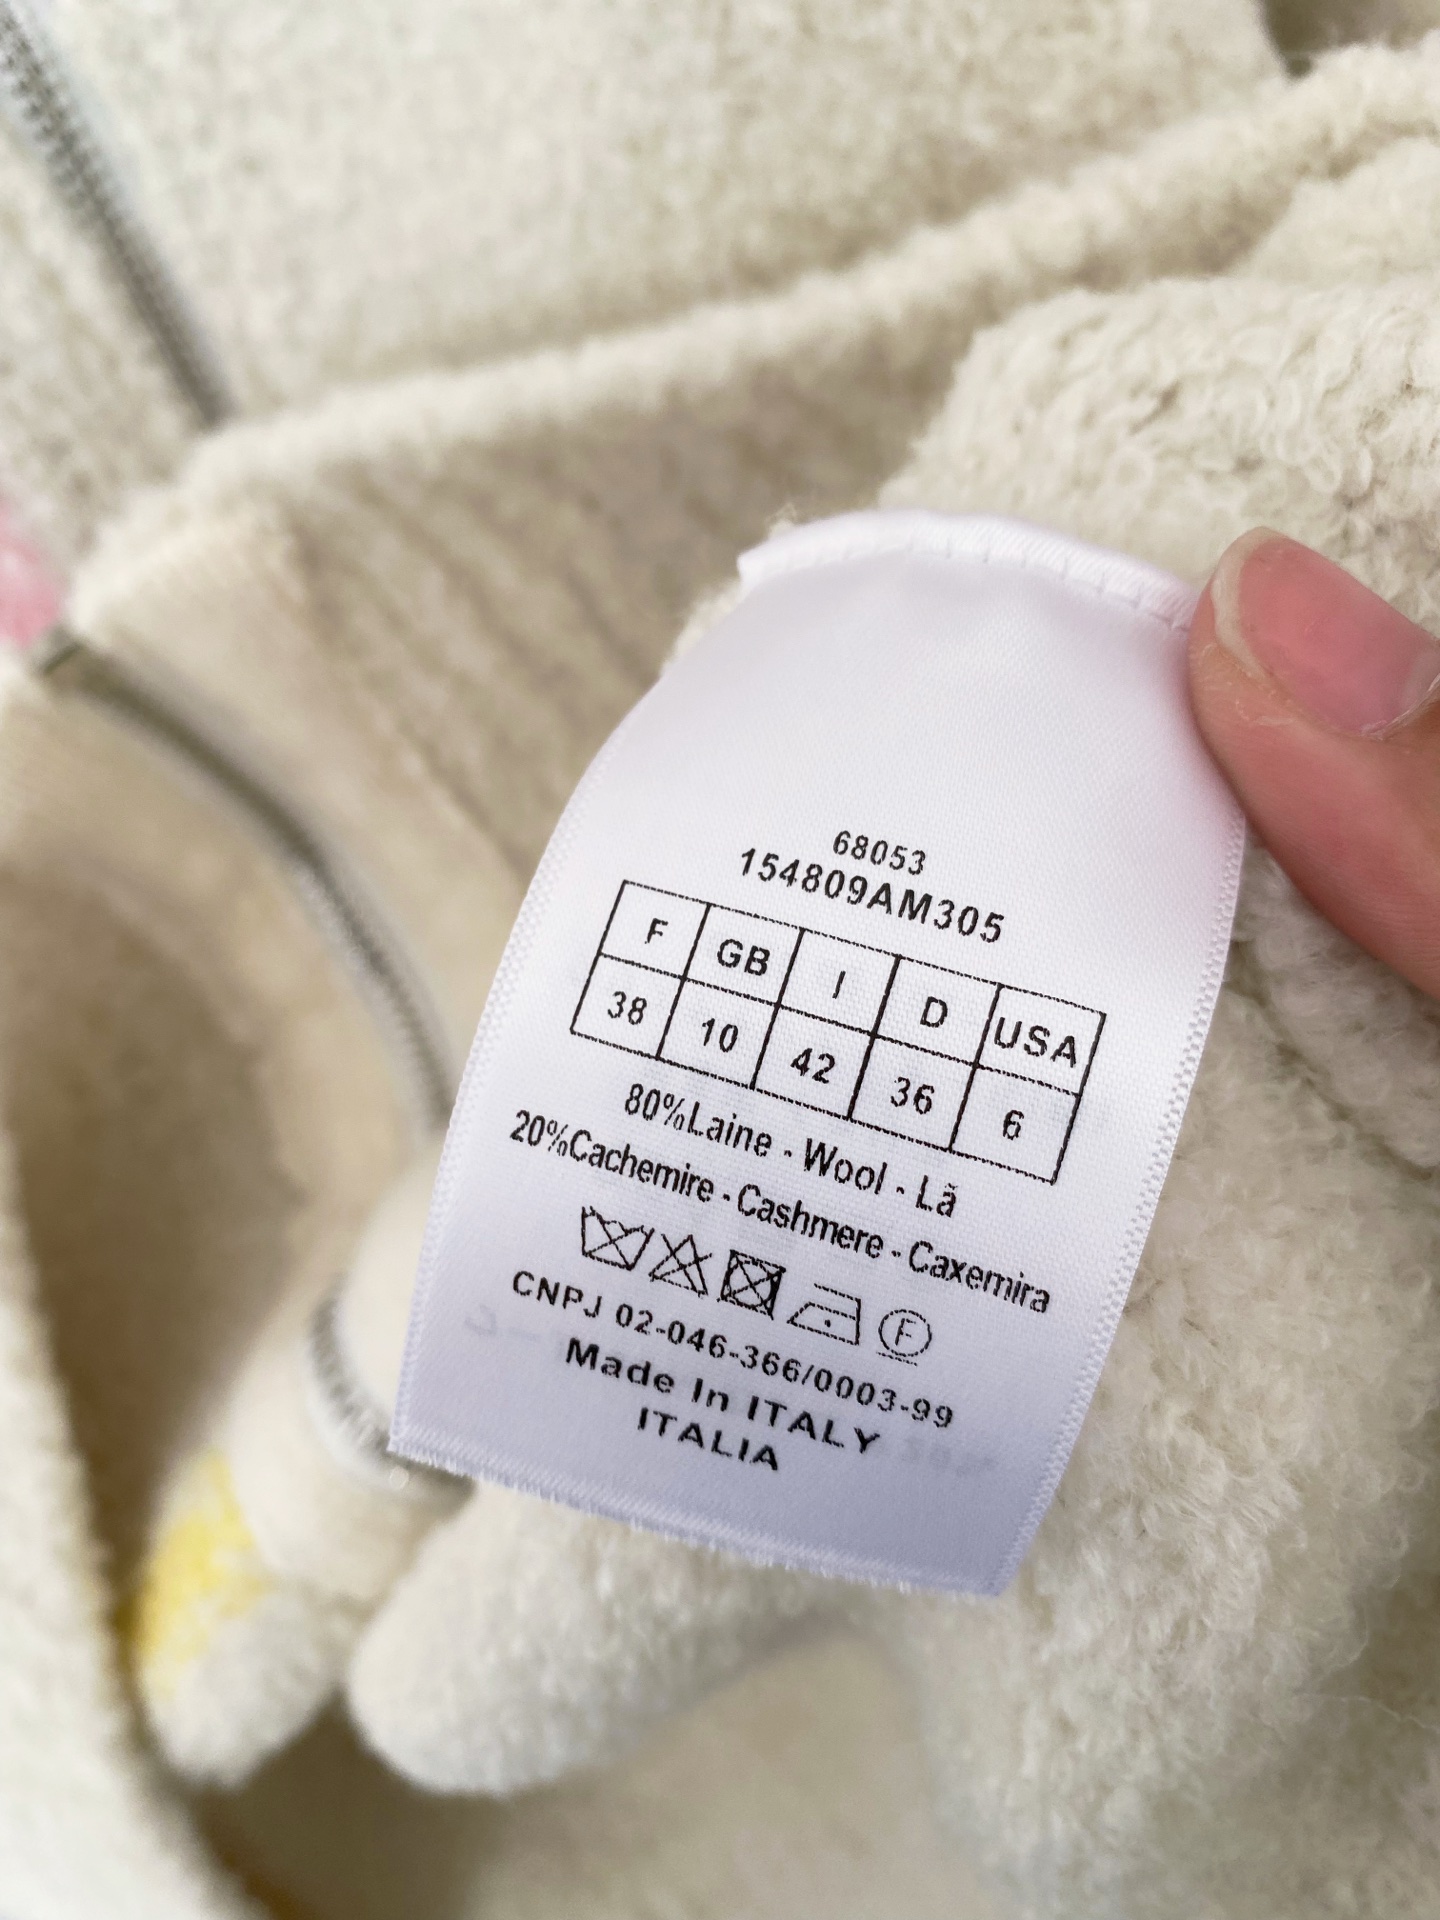 68053
154809AM305
F GB I D USA
38 10 42 36 6
80%Laine - Wool - Lã
20%Cachemire - Cashmere - Caxemira
F
CNPJ 02-046-366/0003-99
Made In ITALY
ITALIA